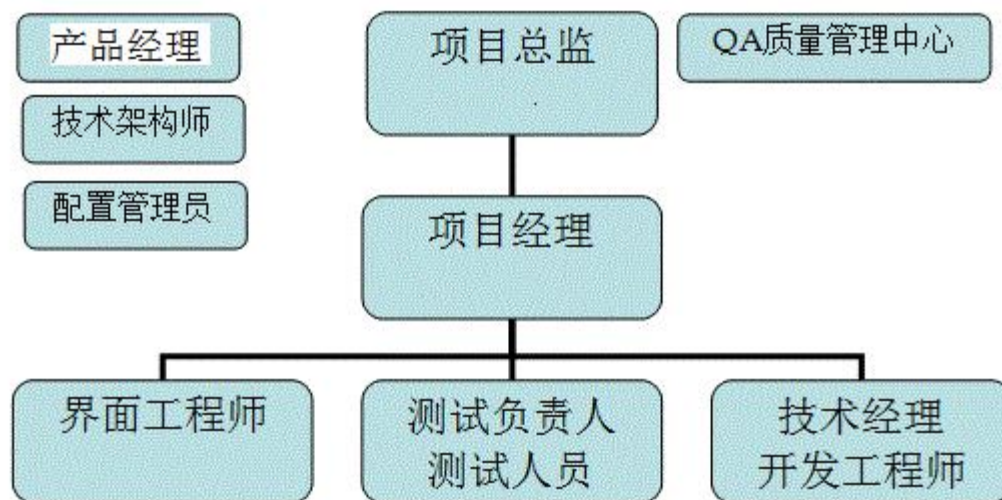 产品经理
项目总监
QA质量管理中心
技术架构师
配置管理员
项目经理
界面工程师
测试负责人
测试人员
技术经理
开发工程师